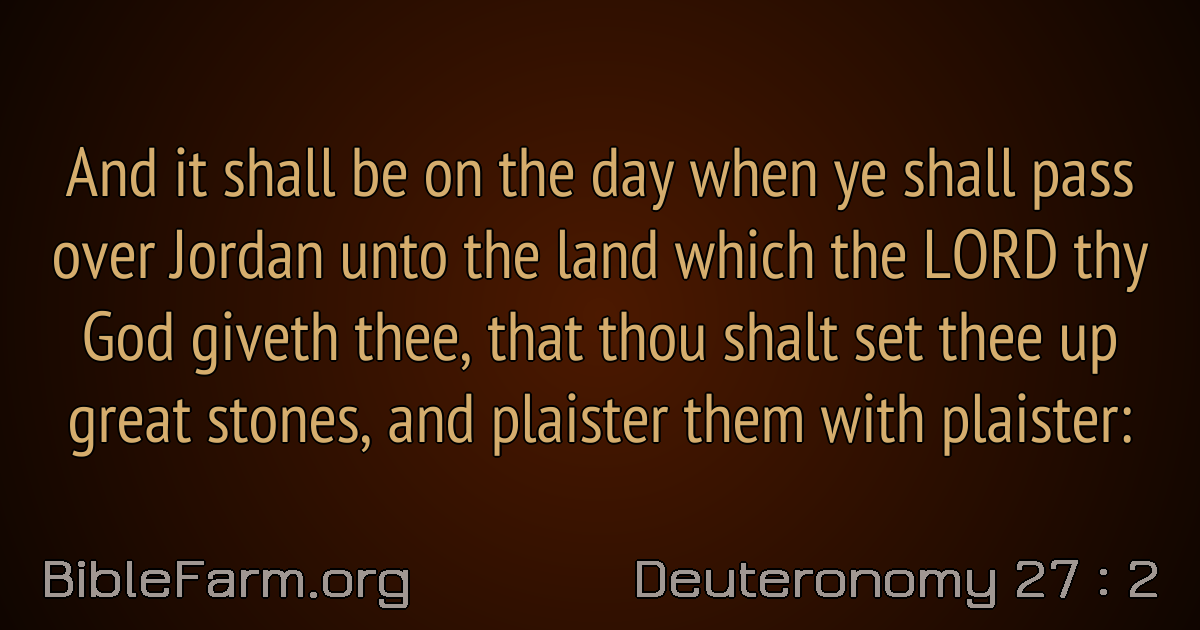 And it shall be on the day when ye shall pass
over Jordan unto the land which the LORD thy
God giveth thee, that thou shalt set thee up
great stones, and plaister them with plaister:
BibleFarm.org
Deuteronomy 27 : 2